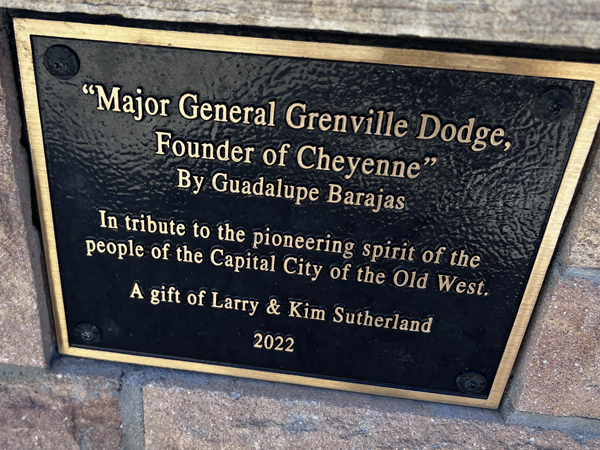 “Major General Grenville Dodge,
Founder of Cheyenne”
By Guadalupe Barajas
In tribute to the pioneering spirit of the
people of the Capital City of the Old West.
A gift of Larry & Kim Sutherland
2022